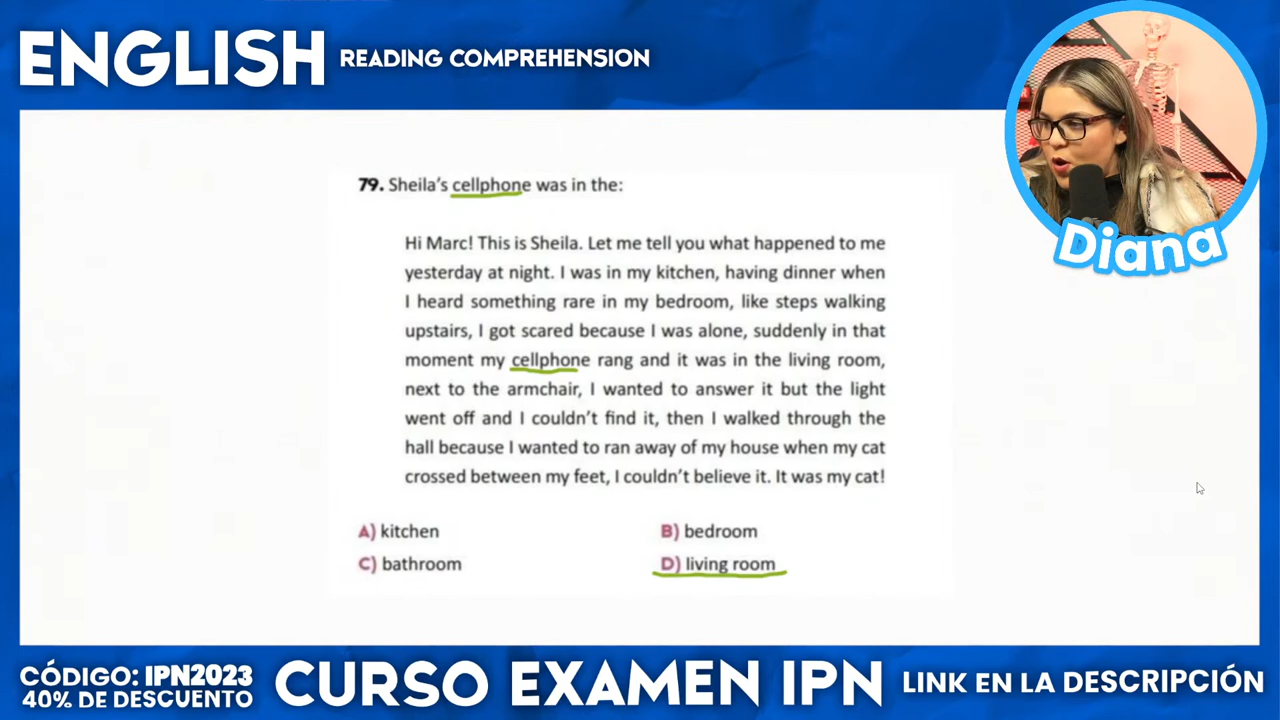 ENGLISH READING COMPREHENSION
Diana
79. Sheila's cellphone was in the:
Hi Marc! This is Sheila. Let me tell you what happened to me
yesterday at night. I was in my kitchen, having dinner when
I heard something rare in my bedroom, like steps walking
upstairs, I got scared because I was alone, suddenly in that
moment my cellphone rang and it was in the living room,
next to the armchair, I wanted to answer it but the light
went off and I couldn't find it, then I walked through the
hall because I wanted to ran away of my house when my cat
crossed between my feet, I couldn't believe it. It was my cat!
A) kitchen
B) bedroom
C) bathroom
D) living room
CÓDIGO: IPN2023
40% DE DESCUENTO
CURSO EXAMEN IPN
LINK EN LA DESCRIPCIÓN